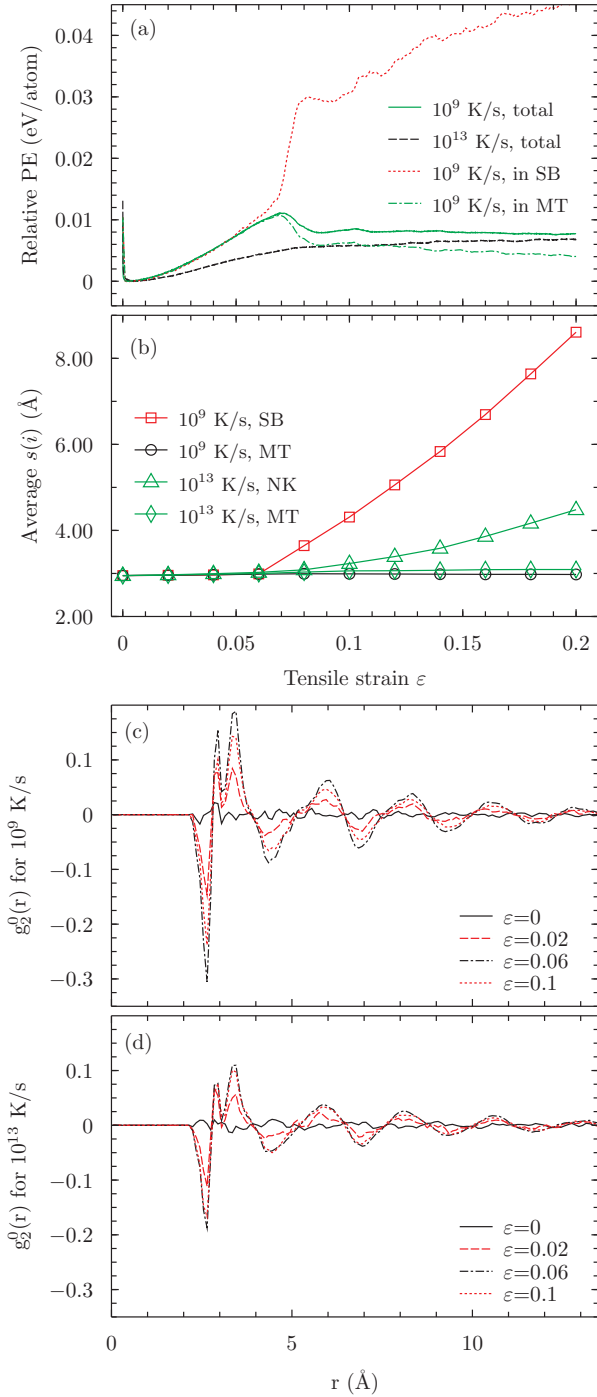 (a)
0.04
0.03
0.02
0.01
0
Relative PE (eV/atom)
10⁹ K/s, total
10¹³ K/s, total
10⁹ K/s, in SB
10⁹ K/s, in MT
(b)
8.00
6.00
4.00
2.00
Average s(i) (Å)
10⁹ K/s, SB
10⁹ K/s, MT
10¹³ K/s, NK
10¹³ K/s, MT
0 0.05 0.1 0.15 0.2
Tensile strain ε
(c)
0.1
0
−0.1
−0.2
−0.3
g₂⁰(r) for 10⁹ K/s
ε=0
ε=0.02
ε=0.06
ε=0.1
(d)
0.1
0
−0.1
−0.2
−0.3
g₂⁰(r) for 10¹³ K/s
ε=0
ε=0.02
ε=0.06
ε=0.1
0 5 10
r (Å)